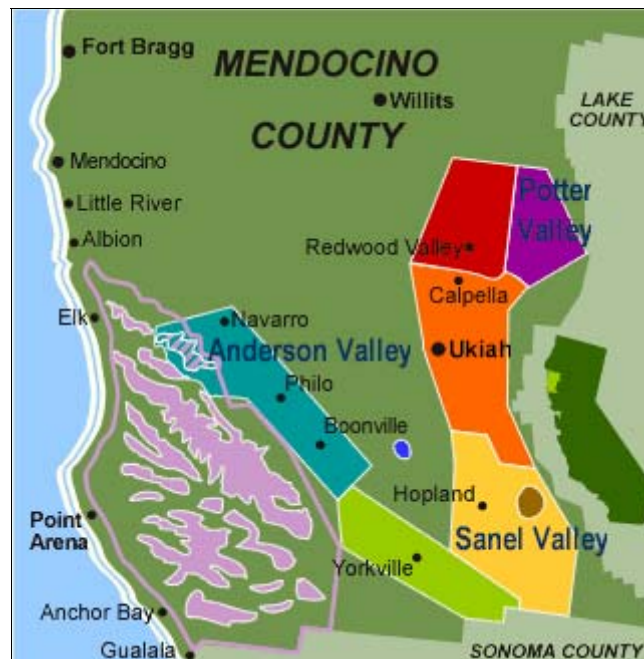 Fort Bragg
MENDOCINO
COUNTY
Willits
LAKE
COUNTY
Mendocino
Little River
Albion
Potter
Valley
Redwood Valley
Calpella
Elk
Navarro
Anderson Valley
Ukiah
Philo
Boonville
Hopland
Point
Arena
Sanel Valley
Yorkville
Anchor Bay
Gualala
SONOMA COUNTY